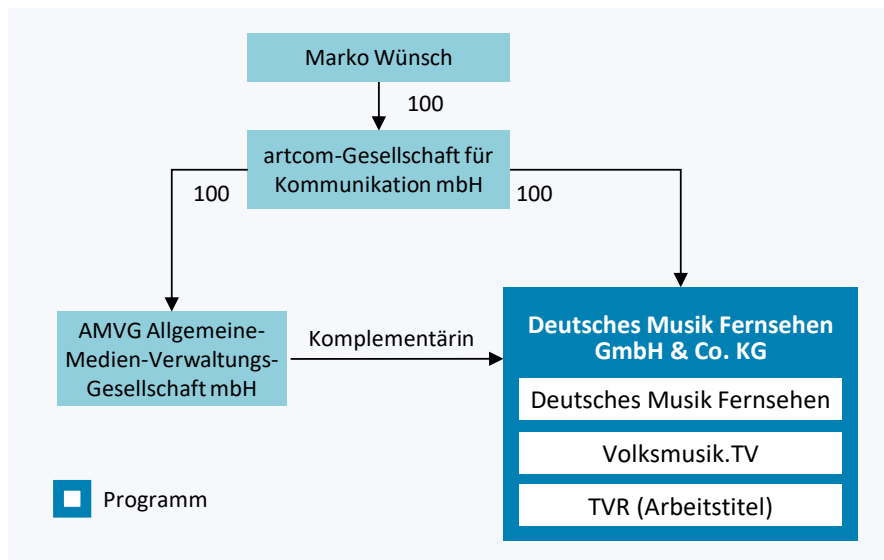 Marko Wünsch
100
artcom-Gesellschaft für
Kommunikation mbH
100
100
AMVG Allgemeine-
Medien-Verwaltungs-
Gesellschaft mbH
Komplementärin
Deutsches Musik Fernsehen
GmbH & Co. KG
Deutsches Musik Fernsehen
Volksmusik.TV
TVR (Arbeitstitel)
Programm